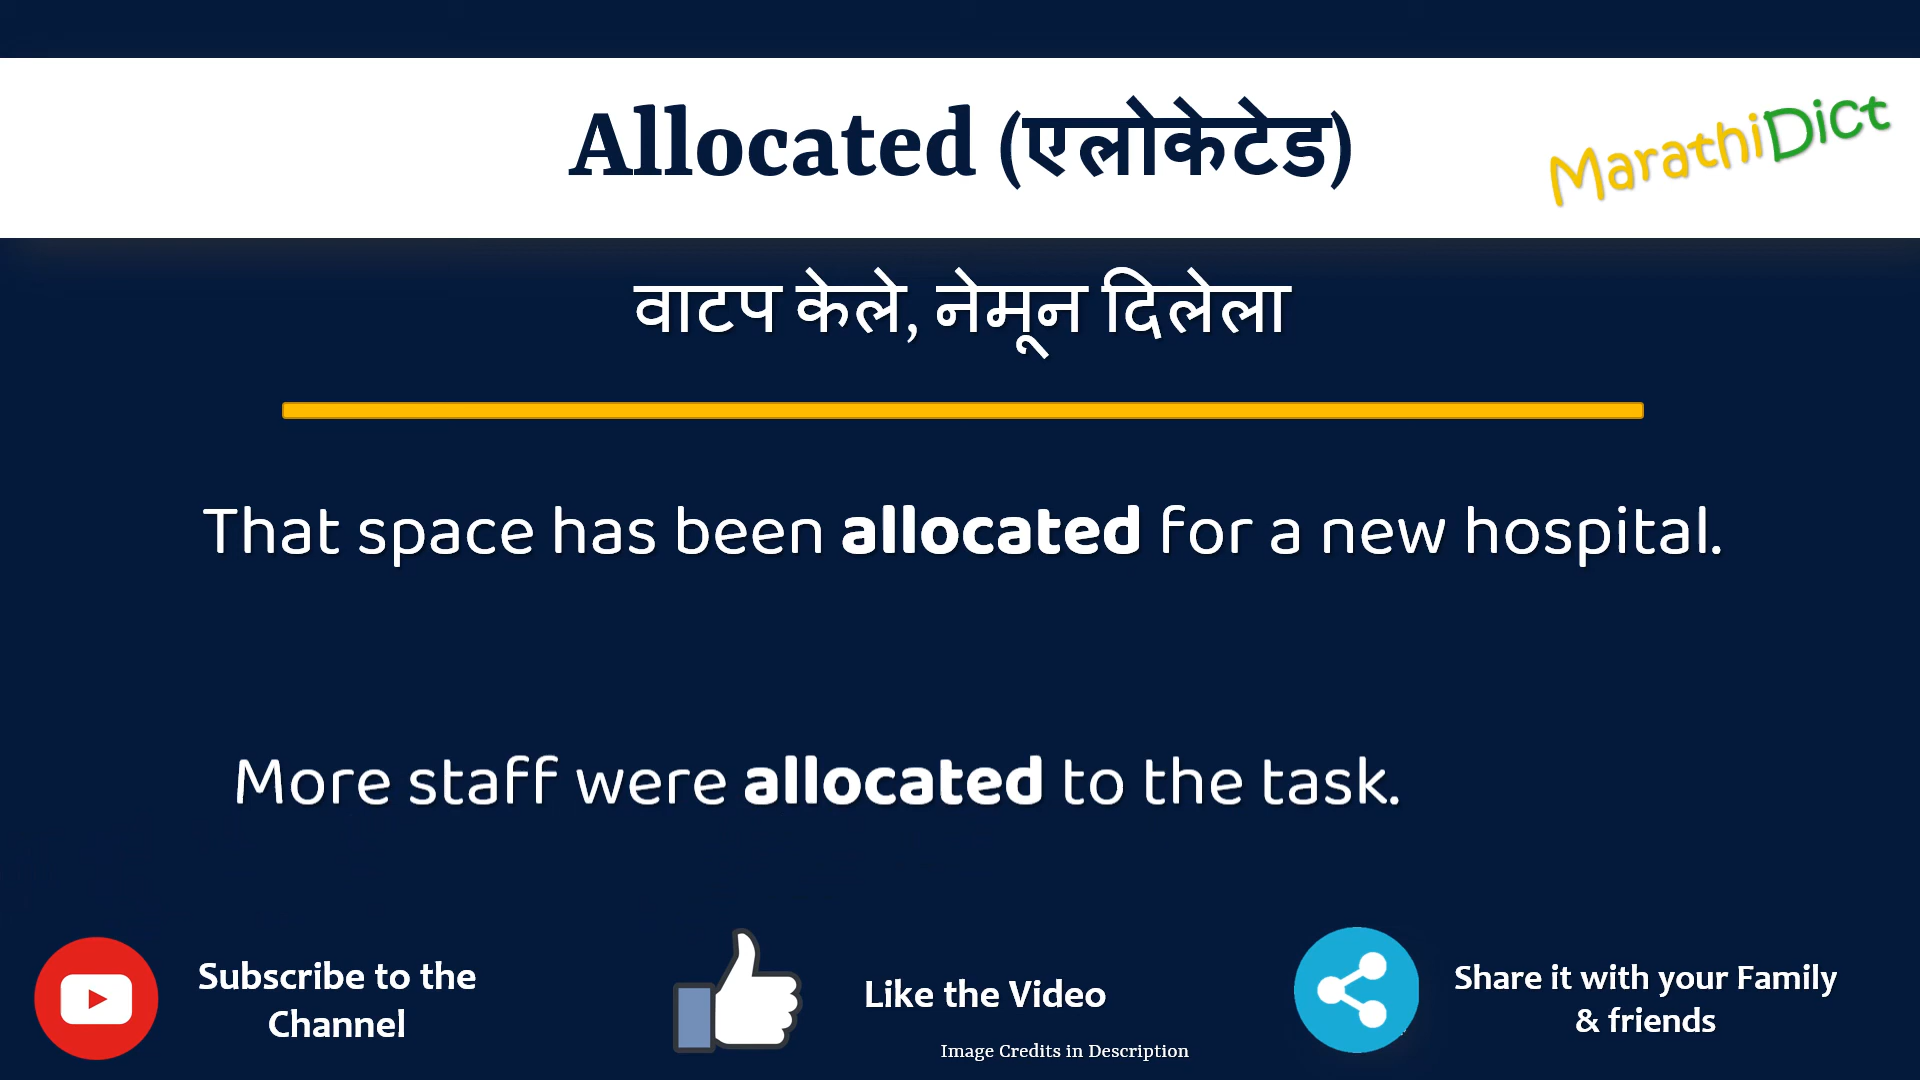 Allocated (एलोकेटेड)
MarathiDict
वाटप केले, नेमून दिलेला
That space has been allocated for a new hospital.
More staff were allocated to the task.
Subscribe to the
Channel
Like the Video
Share it with your Family
& friends
Image Credits in Description